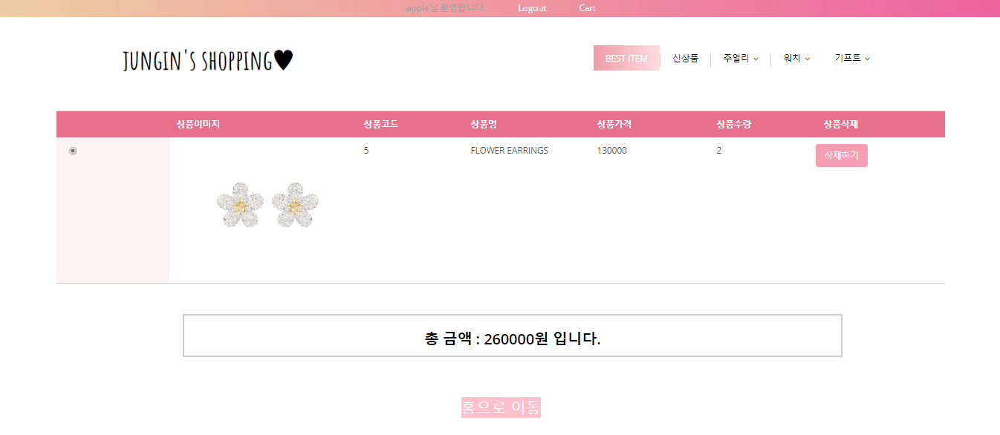 apple님 환영합니다. Logout Cart
JUNGIN'S SHOPPING♥
BEST ITEM 신상품 주얼리 워치 기프트
상품이미지 상품코드 상품명 상품가격 상품수량 상품삭제
5 FLOWER EARRINGS 130000 2 삭제하기
총 금액 : 260000원 입니다.
홈으로 이동